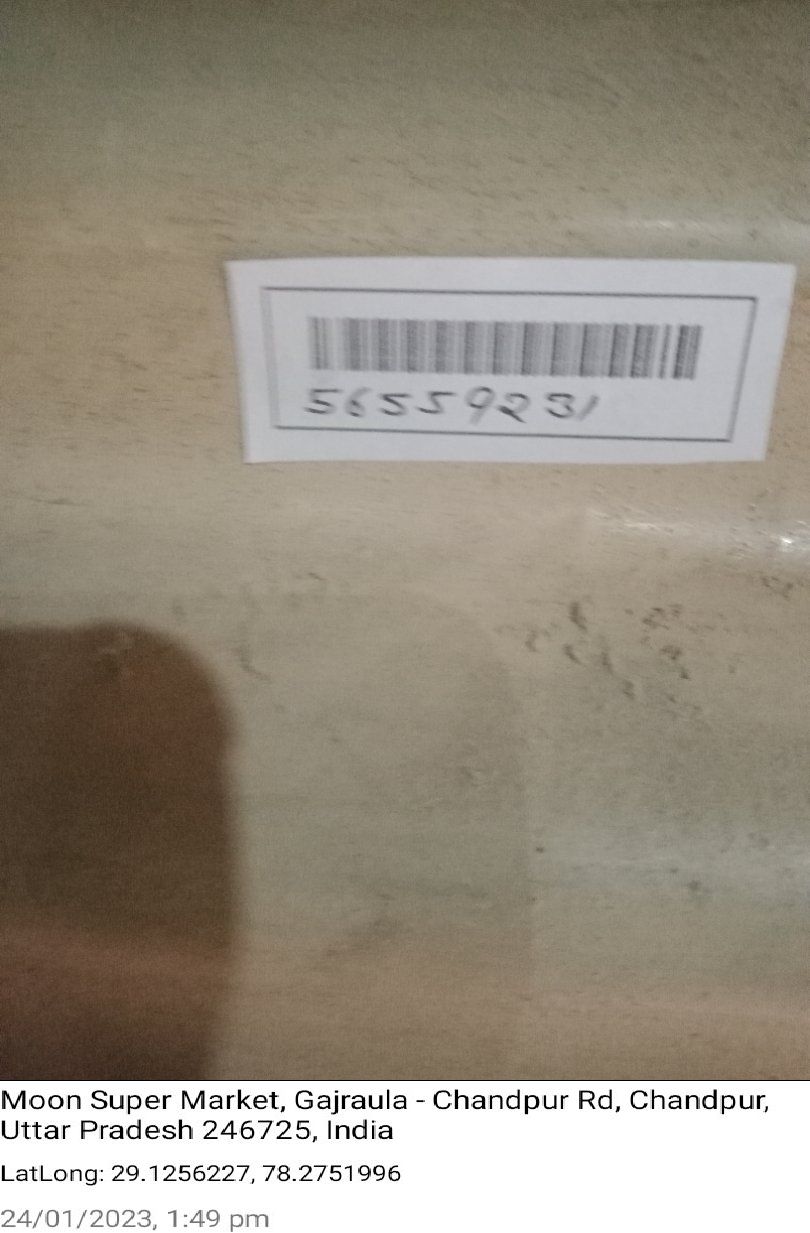 56559231
Moon Super Market, Gajraula - Chandpur Rd, Chandpur,
Uttar Pradesh 246725, India
LatLong: 29.1256227, 78.2751996
24/01/2023, 1:49 pm